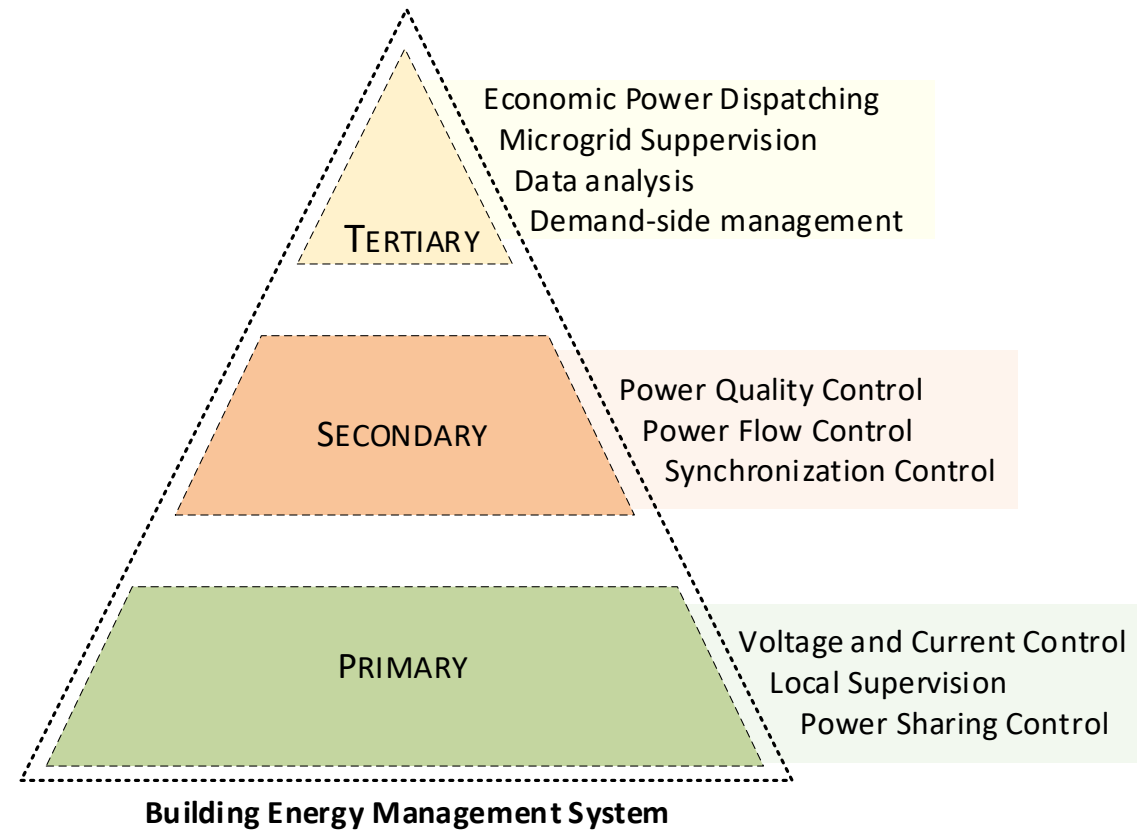 Economic Power Dispatching
Microgrid Suppervision
Data analysis
Demand-side management
TERTIARY
Power Quality Control
Power Flow Control
SECONDARY
Synchronization Control
Voltage and Current Control
PRIMARY
Local Supervision
Power Sharing Control
Building Energy Management System